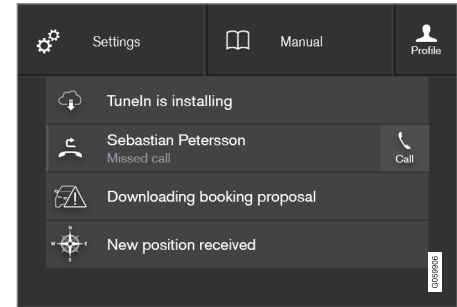 Settings
Manual
Profile
TuneIn is installing
Sebastian Petersson
Missed call
Call
Downloading booking proposal
N
W
New position received
G059906